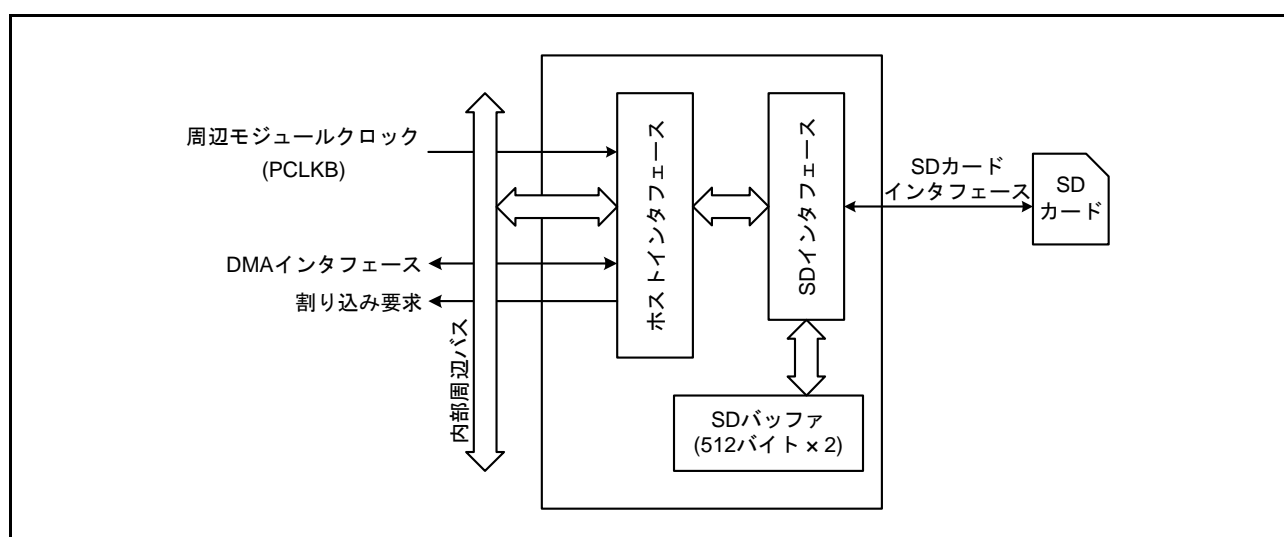 周辺モジュールクロック
(PCLKB)
DMAインタフェース
割り込み要求
内部周辺バス
ホストインタフェース
SDインタフェース
SDバッファ
(512バイト × 2)
SDカード
インタフェース
SD
カード